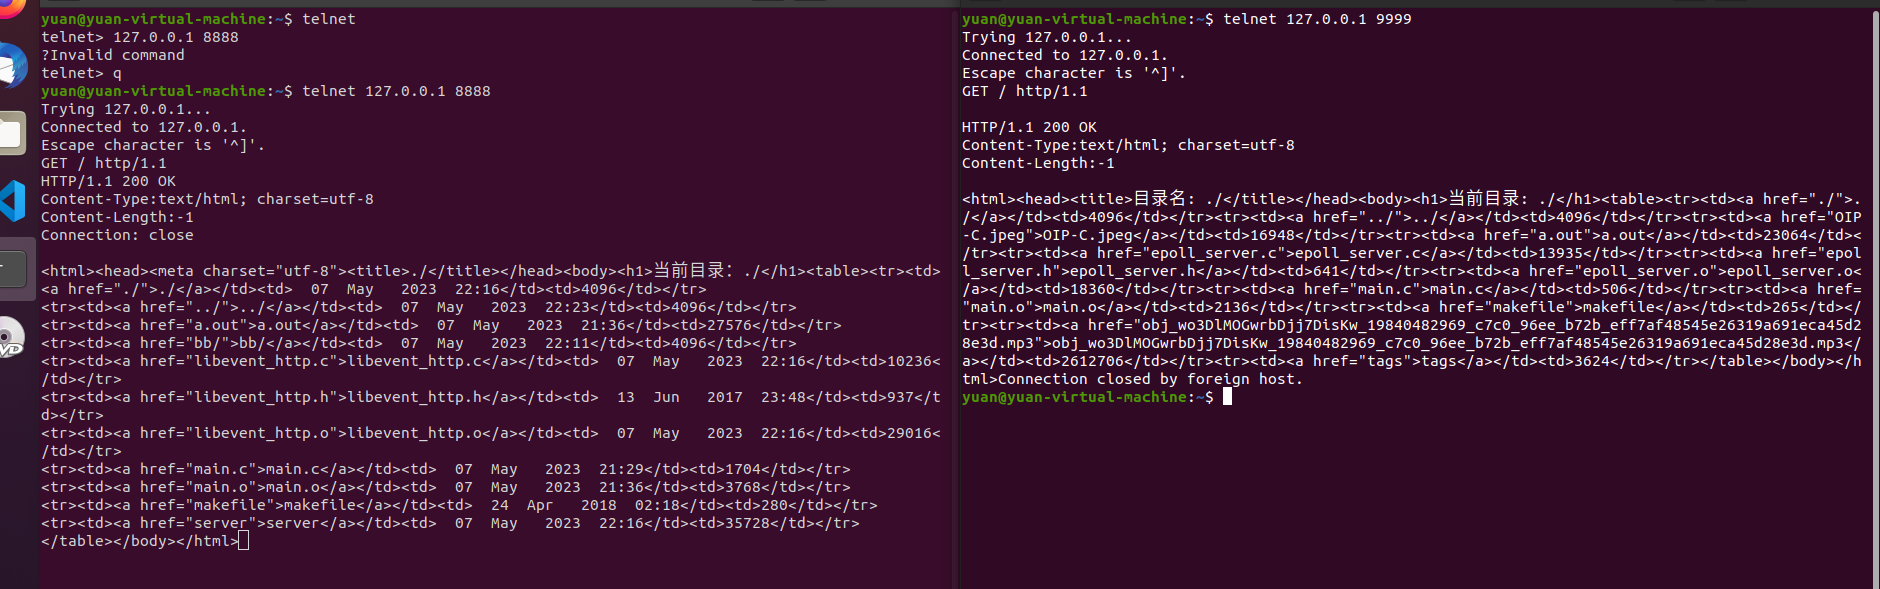 yuan@yuan-virtual-machine:~$ telnet
telnet> 127.0.0.1 8888
?Invalid command
telnet> q
yuan@yuan-virtual-machine:~$ telnet 127.0.0.1 8888
Trying 127.0.0.1...
Connected to 127.0.0.1.
Escape character is '^]'.
GET / http/1.1
HTTP/1.1 200 OK
Content-Type:text/html; charset=utf-8
Content-Length:-1
Connection: close

<html><head><meta charset="utf-8"><title>./</title></head><body><h1>当前目录: ./</h1><table><tr><td>
<a href="./">./</a></td><td>  07  May   2023  22:16</td><td>4096</td></tr>
<tr><td><a href="../">../</a></td><td>  07  May   2023  22:23</td><td>4096</td></tr>
<tr><td><a href="a.out">a.out</a></td><td>  07  May   2023  21:36</td><td>27576</td></tr>
<tr><td><a href="bb/">bb/</a></td><td>  07  May   2023  22:11</td><td>4096</td></tr>
<tr><td><a href="libevent_http.c">libevent_http.c</a></td><td>  07  May   2023  22:16</td><td>10236<
/td></tr>
<tr><td><a href="libevent_http.h">libevent_http.h</a></td><td>  13  Jun   2017  23:48</td><td>937</t
d></tr>
<tr><td><a href="libevent_http.o">libevent_http.o</a></td><td>  07  May   2023  22:16</td><td>29016<
/td></tr>
<tr><td><a href="main.c">main.c</a></td><td>  07  May   2023  21:29</td><td>1704</td></tr>
<tr><td><a href="main.o">main.o</a></td><td>  07  May   2023  21:36</td><td>3768</td></tr>
<tr><td><a href="makefile">makefile</a></td><td>  24  Apr   2018  02:18</td><td>280</td></tr>
<tr><td><a href="server">server</a></td><td>  07  May   2023  22:16</td><td>35728</td></tr>
</table></body></html>
yuan@yuan-virtual-machine:~$ telnet 127.0.0.1 9999
Trying 127.0.0.1...
Connected to 127.0.0.1.
Escape character is '^]'.
GET / http/1.1

HTTP/1.1 200 OK
Content-Type:text/html; charset=utf-8
Content-Length:-1

<html><head><title>目录名: ./</title></head><body><h1>当前目录: ./</h1><table><tr><td><a href="./">.
/</a></td><td>4096</td></tr><tr><td><a href="../">../</a></td><td>4096</td></tr><tr><td><a href="OIP
-C.jpeg">OIP-C.jpeg</a></td><td>16948</td></tr><tr><td><a href="a.out">a.out</a></td><td>23064</td><
/tr><tr><td><a href="epoll_server.c">epoll_server.c</a></td><td>13935</td></tr><tr><td><a href="epol
l_server.h">epoll_server.h</a></td><td>641</td></tr><tr><td><a href="epoll_server.o">epoll_server.o<
/a></td><td>18360</td></tr><tr><td><a href="main.c">main.c</a></td><td>506</td></tr><tr><td><a href=
"main.o">main.o</a></td><td>2136</td></tr><tr><td><a href="makefile">makefile</a></td><td>265</td></
tr><tr><td><a href="obj_wo3DlMOGwrbDjj7DisKw_19840482969_c7c0_96ee_b72b_eff7af48545e26319a691eca45d2
8e3d.mp3">obj_wo3DlMOGwrbDjj7DisKw_19840482969_c7c0_96ee_b72b_eff7af48545e26319a691eca45d28e3d.mp3</
a></td><td>2612706</td></tr><tr><td><a href="tags">tags</a></td><td>3624</td></tr></table></body></h
tml>Connection closed by foreign host.
yuan@yuan-virtual-machine:~$